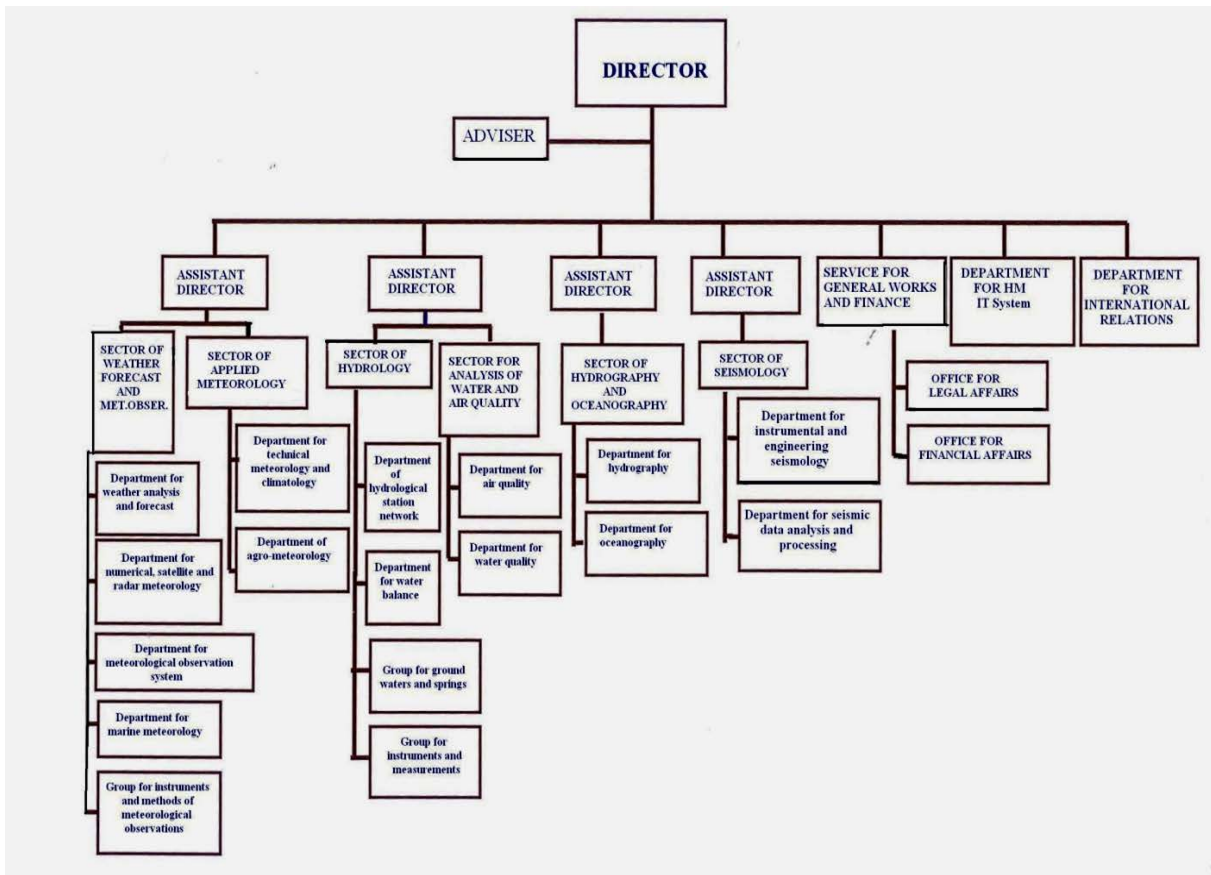 DIRECTOR
ADVISER
ASSISTANT
DIRECTOR
ASSISTANT
DIRECTOR
ASSISTANT
DIRECTOR
ASSISTANT
DIRECTOR
SERVICE FOR
GENERAL WORKS
AND FINANCE
DEPARTMENT
FOR HM
IT System
DEPARTMENT
FOR
INTERNATIONAL
RELATIONS
SECTOR OF
WEATHER
FORECAST
AND
MET.OBSER.
SECTOR OF
APPLIED
METEOROLOGY
SECTOR OF
HYDROLOGY
SECTOR FOR
ANALYSIS OF
WATER AND
AIR QUALITY
SECTOR OF
HYDROGRAPHY
AND
OCEANOGRAPHY
SECTOR OF
SEISMOLOGY
OFFICE FOR
LEGAL AFFAIRS
OFFICE FOR
FINANCIAL AFFAIRS
Department for
weather analysis
and forecast
Department for
numerical, satellite and
radar meteorology
Department for
meteorological observation
system
Department for
marine meteorology
Group for instruments
and methods of
meteorological
observations
Department for
technical
meteorology and
climatology
Department of
agro-meteorology
Department
of
hydrological
station
network
Department
for water
balance
Group for ground
waters and springs
Group for
instruments and
measurements
Department for
air quality
Department for
water quality
Department for
hydrography
Department for
oceanography
Department for
instrumental and
engineering
seismology
Department for seismic
data analysis and
processing